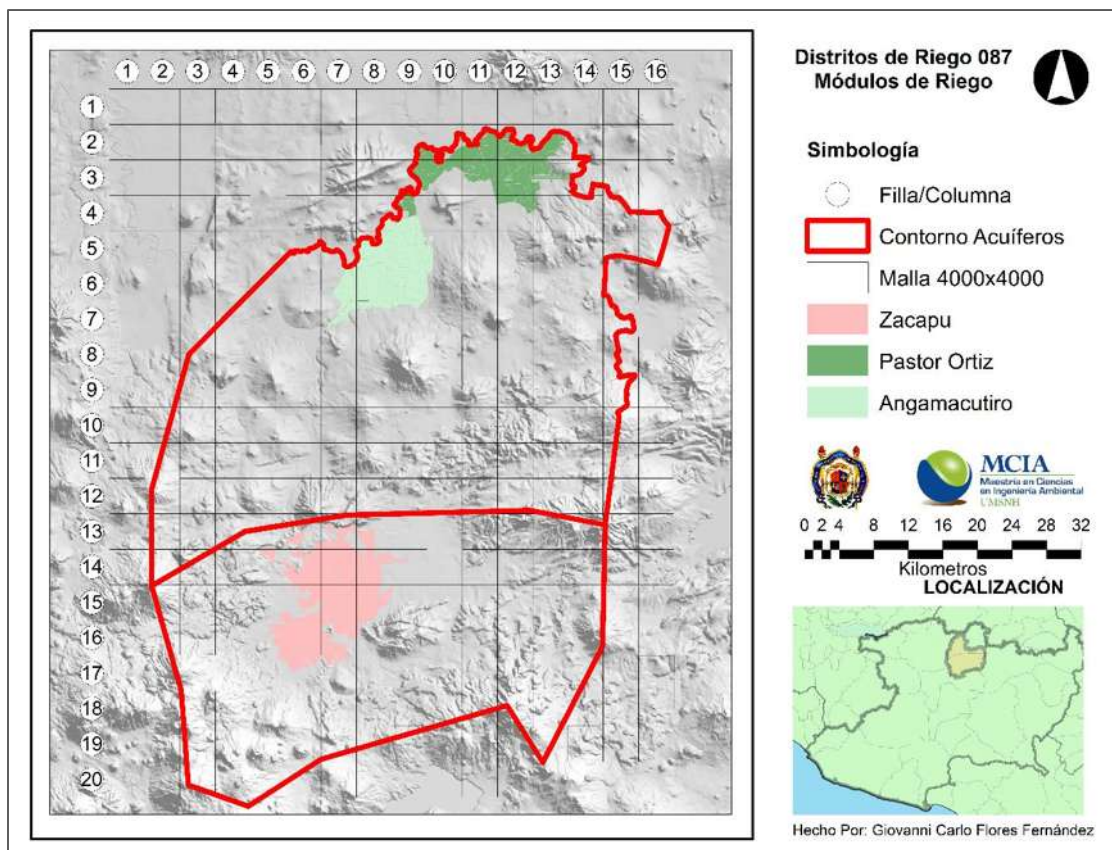 1 2 3 4 5 6 7 8 9 10 11 12 13 14 15 16
1
2
3
4
5
6
7
8
9
10
11
12
13
14
15
16
17
18
19
20
Distritos de Riego 087
Módulos de Riego
Simbología
Filla/Columna
Contorno Acuíferos
Malla 4000x4000
Zacapu
Pastor Ortiz
Angamacutiro
MCIA
Maestría en Ciencias
en Ingeniería Ambiental
UMSNH
0 2 4 8 12 16 20 24 28 32
Kilometros
LOCALIZACIÓN
Hecho Por: Giovanni Carlo Flores Fernández